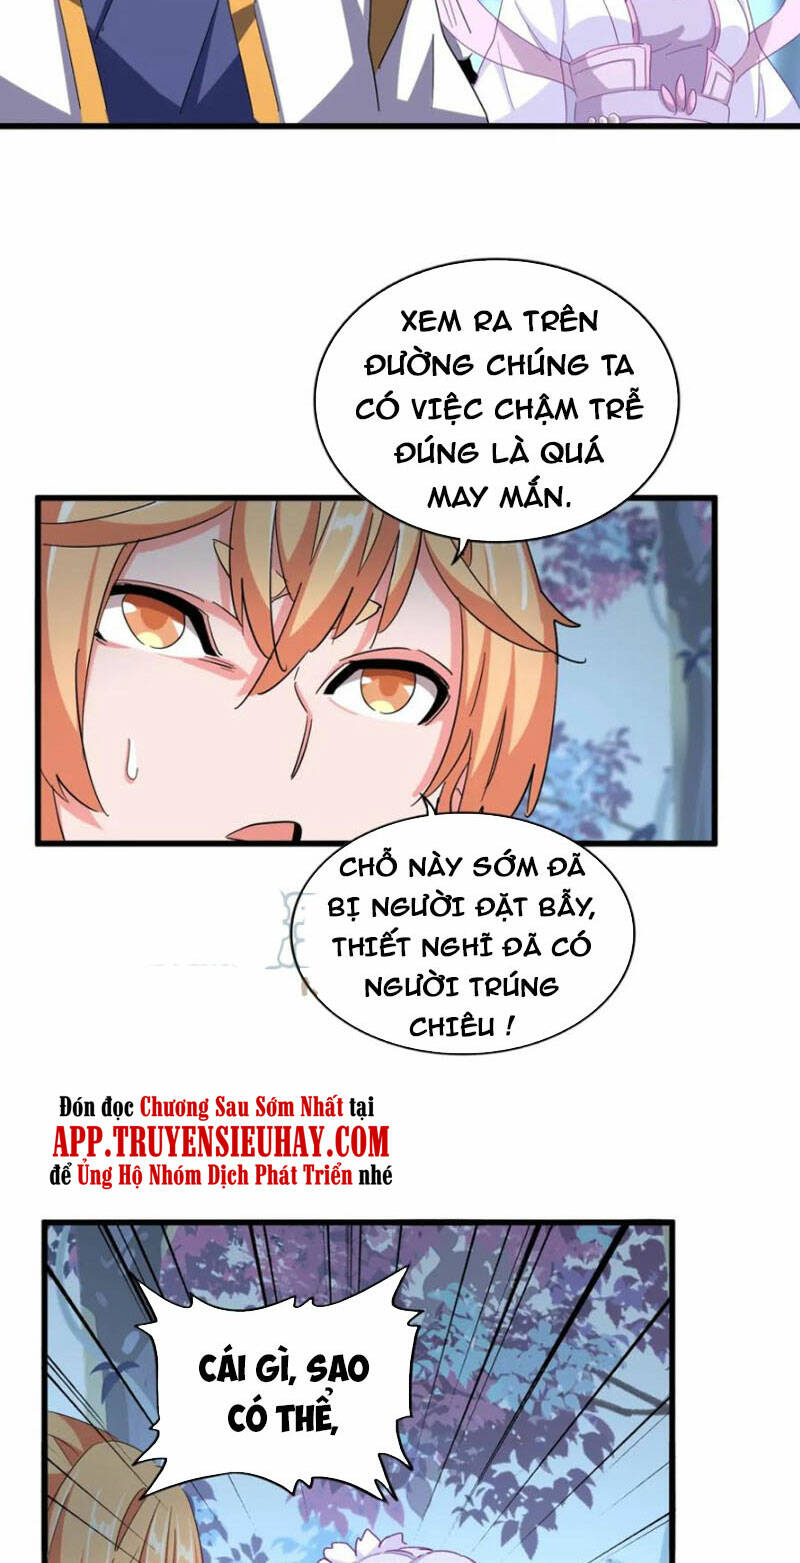 XEM RA TRÊN
ĐƯỜNG CHÚNG TA
CÓ VIỆC CHẬM TRỄ
ĐÚNG LÀ QUÁ
MAY MẮN.
CHỖ NÀY SỚM ĐÃ
BỊ NGƯỜI ĐẶT BẪY,
THIẾT NGHĨ ĐÃ CÓ
NGƯỜI TRÚNG
CHIÊU !
Đón đọc Chương Sau Sớm Nhất tại
APP.TRUYENSIEUHAY.COM
để Ủng Hộ Nhóm Dịch Phát Triển nhé
CÁI GÌ, SAO
CÓ THỂ,